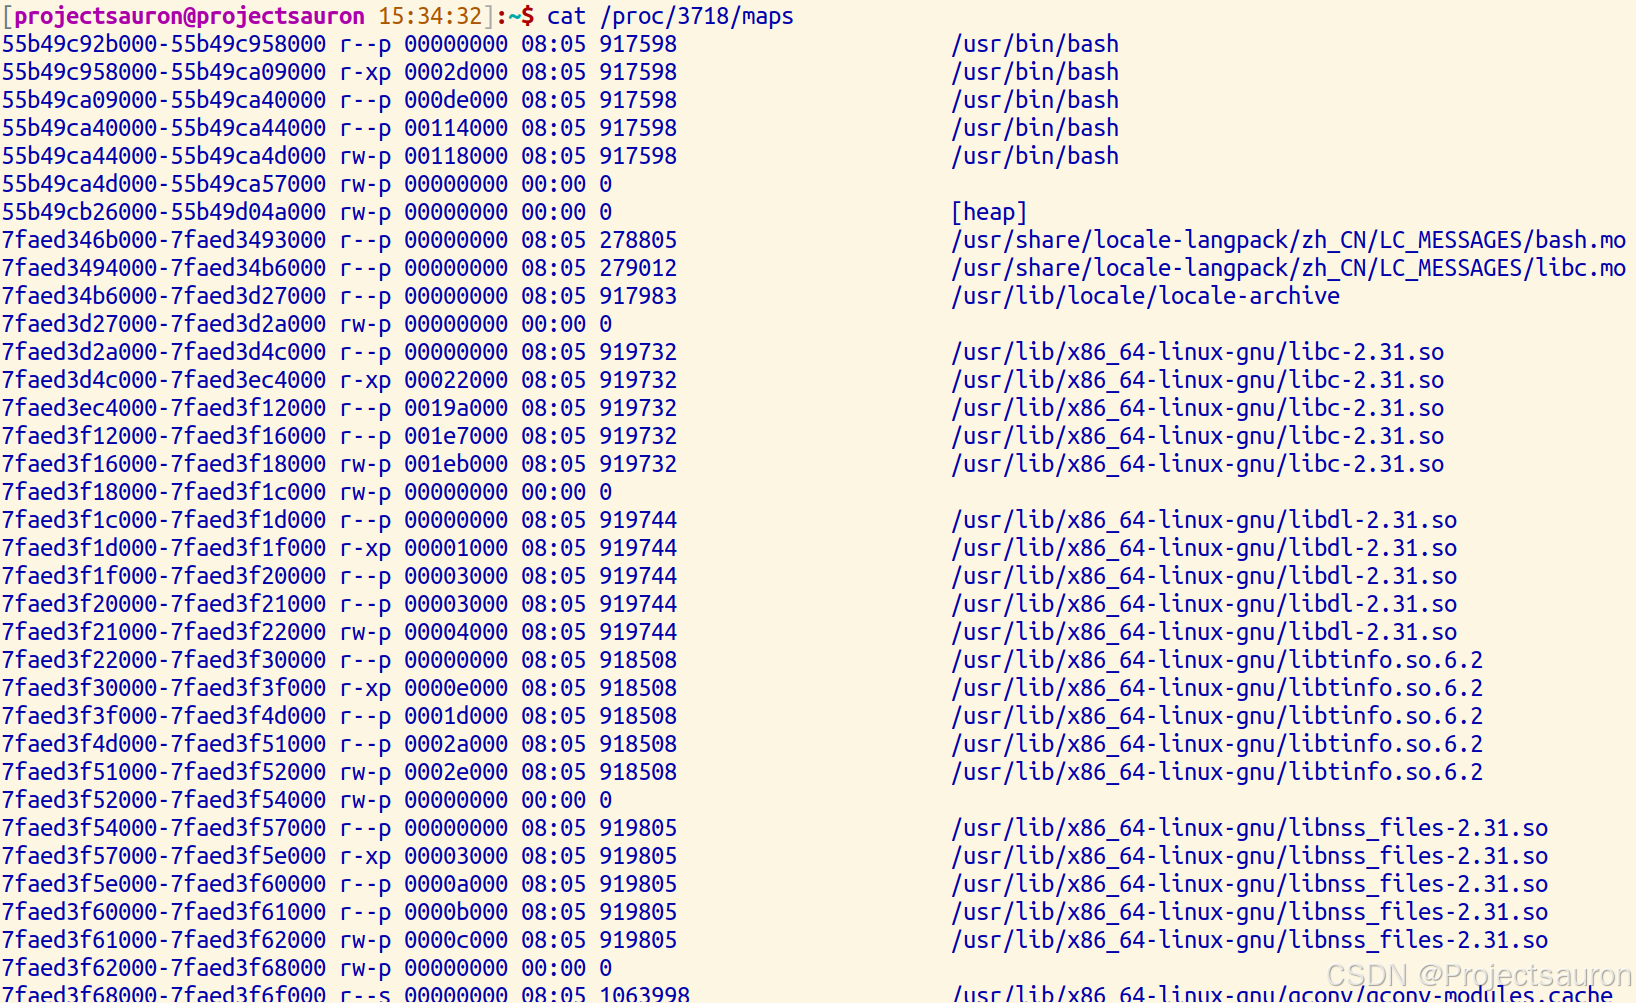 [projectsauron@projectsauron 15:34:32]:~$ cat /proc/3718/maps
55b49c92b000-55b49c958000 r--p 00000000 08:05 917598 /usr/bin/bash
55b49c958000-55b49ca09000 r-xp 0002d000 08:05 917598 /usr/bin/bash
55b49ca09000-55b49ca40000 r--p 000de000 08:05 917598 /usr/bin/bash
55b49ca40000-55b49ca44000 r--p 00114000 08:05 917598 /usr/bin/bash
55b49ca44000-55b49ca4d000 rw-p 00118000 08:05 917598 /usr/bin/bash
55b49ca4d000-55b49ca57000 rw-p 00000000 00:00 0
55b49cb26000-55b49d04a000 rw-p 00000000 00:00 0 [heap]
7faed346b000-7faed3493000 r--p 00000000 08:05 278805 /usr/share/locale-langpack/zh_CN/LC_MESSAGES/bash.mo
7faed3494000-7faed34b6000 r--p 00000000 08:05 279012 /usr/share/locale-langpack/zh_CN/LC_MESSAGES/libc.mo
7faed34b6000-7faed3d27000 r--p 00000000 08:05 917983 /usr/lib/locale/locale-archive
7faed3d27000-7faed3d2a000 rw-p 00000000 00:00 0
7faed3d2a000-7faed3d4c000 r--p 00000000 08:05 919732 /usr/lib/x86_64-linux-gnu/libc-2.31.so
7faed3d4c000-7faed3ec4000 r-xp 00022000 08:05 919732 /usr/lib/x86_64-linux-gnu/libc-2.31.so
7faed3ec4000-7faed3f12000 r--p 0019a000 08:05 919732 /usr/lib/x86_64-linux-gnu/libc-2.31.so
7faed3f12000-7faed3f16000 r--p 001e7000 08:05 919732 /usr/lib/x86_64-linux-gnu/libc-2.31.so
7faed3f16000-7faed3f18000 rw-p 001eb000 08:05 919732 /usr/lib/x86_64-linux-gnu/libc-2.31.so
7faed3f18000-7faed3f1c000 rw-p 00000000 00:00 0
7faed3f1c000-7faed3f1d000 r--p 00000000 08:05 919744 /usr/lib/x86_64-linux-gnu/libdl-2.31.so
7faed3f1d000-7faed3f1f000 r-xp 00001000 08:05 919744 /usr/lib/x86_64-linux-gnu/libdl-2.31.so
7faed3f1f000-7faed3f20000 r--p 00003000 08:05 919744 /usr/lib/x86_64-linux-gnu/libdl-2.31.so
7faed3f20000-7faed3f21000 r--p 00003000 08:05 919744 /usr/lib/x86_64-linux-gnu/libdl-2.31.so
7faed3f21000-7faed3f22000 rw-p 00004000 08:05 919744 /usr/lib/x86_64-linux-gnu/libdl-2.31.so
7faed3f22000-7faed3f30000 r--p 00000000 08:05 918508 /usr/lib/x86_64-linux-gnu/libtinfo.so.6.2
7faed3f30000-7faed3f3f000 r-xp 0000e000 08:05 918508 /usr/lib/x86_64-linux-gnu/libtinfo.so.6.2
7faed3f3f000-7faed3f4d000 r--p 0001d000 08:05 918508 /usr/lib/x86_64-linux-gnu/libtinfo.so.6.2
7faed3f4d000-7faed3f51000 r--p 0002a000 08:05 918508 /usr/lib/x86_64-linux-gnu/libtinfo.so.6.2
7faed3f51000-7faed3f52000 rw-p 0002e000 08:05 918508 /usr/lib/x86_64-linux-gnu/libtinfo.so.6.2
7faed3f52000-7faed3f54000 rw-p 00000000 00:00 0
7faed3f54000-7faed3f57000 r--p 00000000 08:05 919805 /usr/lib/x86_64-linux-gnu/libnss_files-2.31.so
7faed3f57000-7faed3f5e000 r-xp 00003000 08:05 919805 /usr/lib/x86_64-linux-gnu/libnss_files-2.31.so
7faed3f5e000-7faed3f60000 r--p 0000a000 08:05 919805 /usr/lib/x86_64-linux-gnu/libnss_files-2.31.so
7faed3f60000-7faed3f61000 r--p 0000b000 08:05 919805 /usr/lib/x86_64-linux-gnu/libnss_files-2.31.so
7faed3f61000-7faed3f62000 rw-p 0000c000 08:05 919805 /usr/lib/x86_64-linux-gnu/libnss_files-2.31.so
7faed3f62000-7faed3f68000 rw-p 00000000 00:00 0
7faed3f68000-7faed3f6f000 r--s 00000000 08:05 1063998 /usr/lib/x86_64-linux-gnu/gconv/gconv-modules.cache
CSDN @Projectsauron